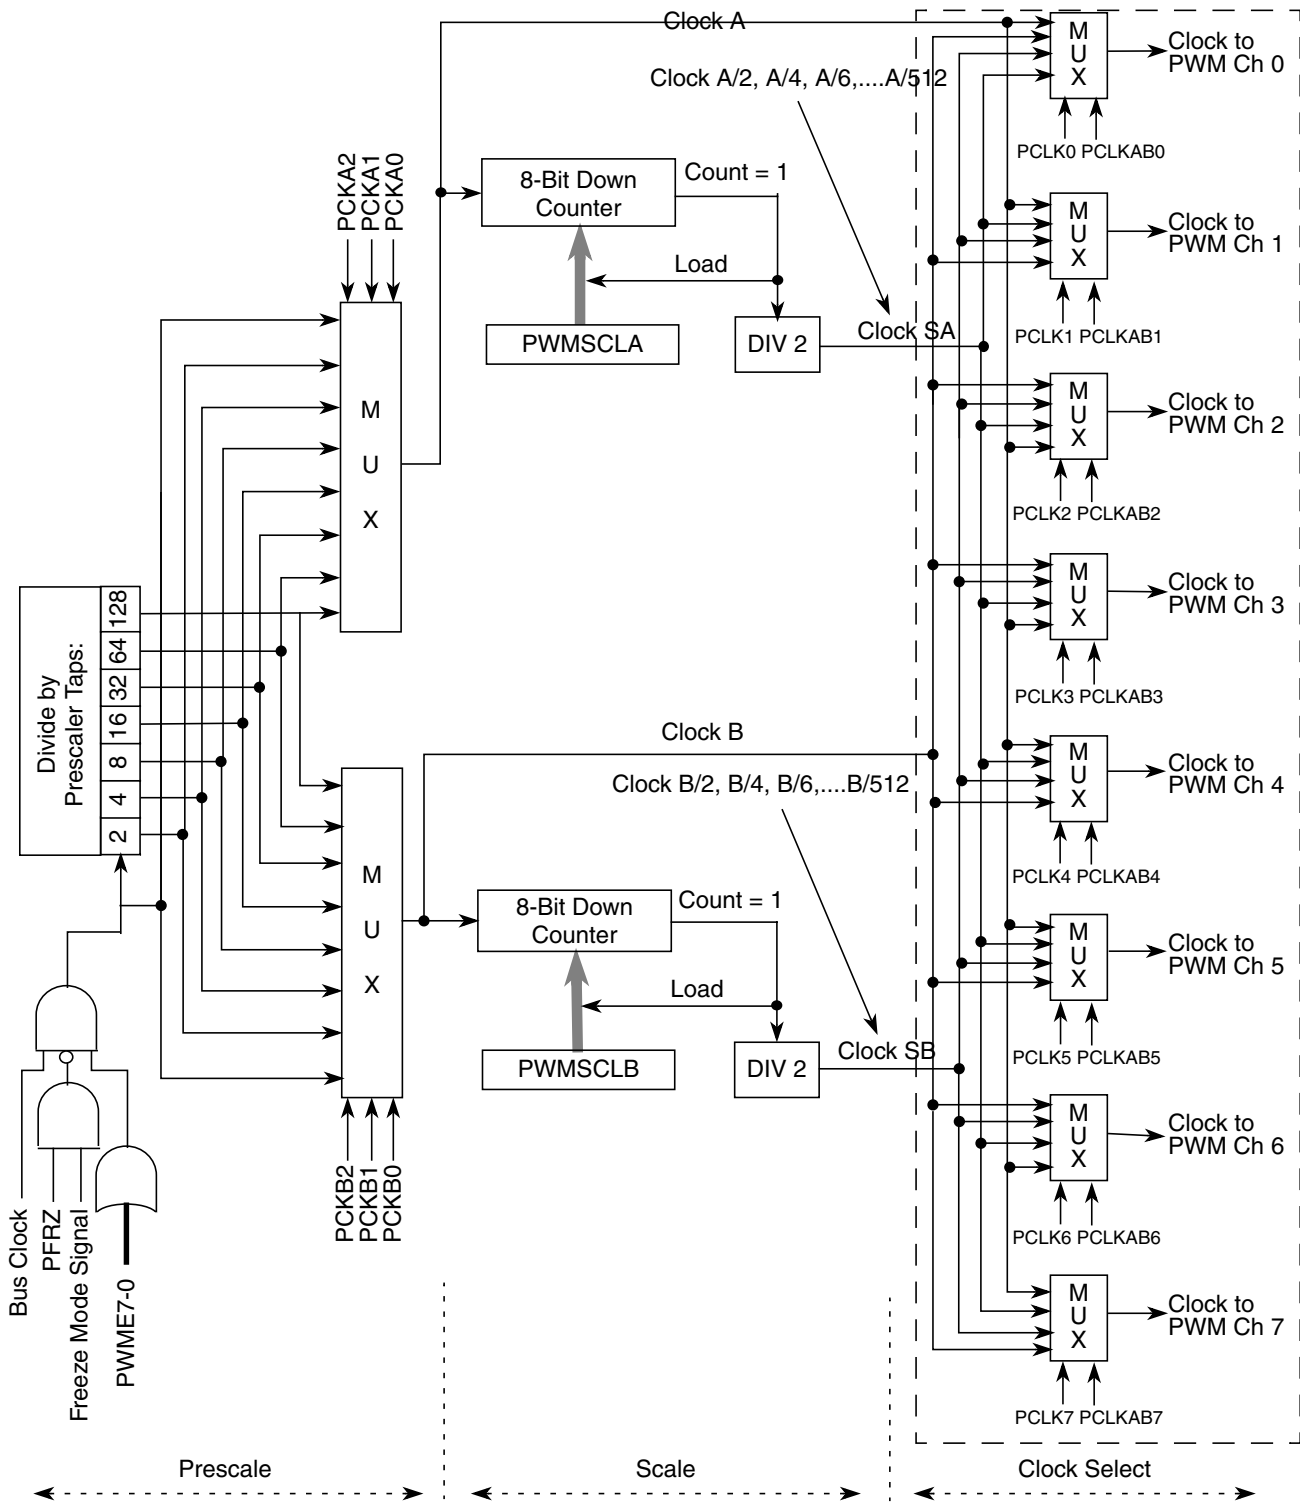 Clock A
Clock A/2, A/4, A/6,....A/512
PCKA2
PCKA1
PCKA0
8-Bit Down
Counter
Count = 1
Load
PWMSCLA
DIV 2
Clock SA
M
U
X
Divide by
Prescaler Taps:
128
64
32
16
8
4
2
M
U
X
Clock B
Clock B/2, B/4, B/6,....B/512
8-Bit Down
Counter
Count = 1
Load
PWMSCLB
DIV 2
Clock SB
PCKB2
PCKB1
PCKB0
Bus Clock
PFRZ
Freeze Mode Signal
PWME7-0
M
U
X
Clock to
PWM Ch 0
PCLK0 PCLKAB0
M
U
X
Clock to
PWM Ch 1
PCLK1 PCLKAB1
M
U
X
Clock to
PWM Ch 2
PCLK2 PCLKAB2
M
U
X
Clock to
PWM Ch 3
PCLK3 PCLKAB3
M
U
X
Clock to
PWM Ch 4
PCLK4 PCLKAB4
M
U
X
Clock to
PWM Ch 5
PCLK5 PCLKAB5
M
U
X
Clock to
PWM Ch 6
PCLK6 PCLKAB6
M
U
X
Clock to
PWM Ch 7
PCLK7 PCLKAB7
Prescale
Scale
Clock Select